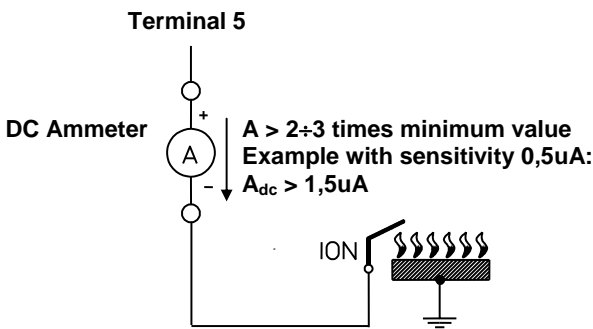 Terminal 5
DC Ammeter
+
A
–
A > 2÷3 times minimum value
Example with sensitivity 0,5uA:
Adc > 1,5uA
ION